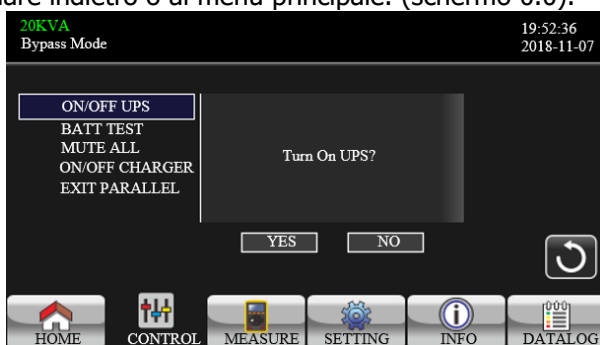 indietro o al menu principale. (schermo 6.0).
20KVA
Bypass Mode
19:52:36
2018-11-07
ON/OFF UPS
BATT TEST
MUTE ALL
ON/OFF CHARGER
EXIT PARALLEL
Turn On UPS?
YES
NO
HOME
CONTROL
MEASURE
SETTING
INFO
DATALOG